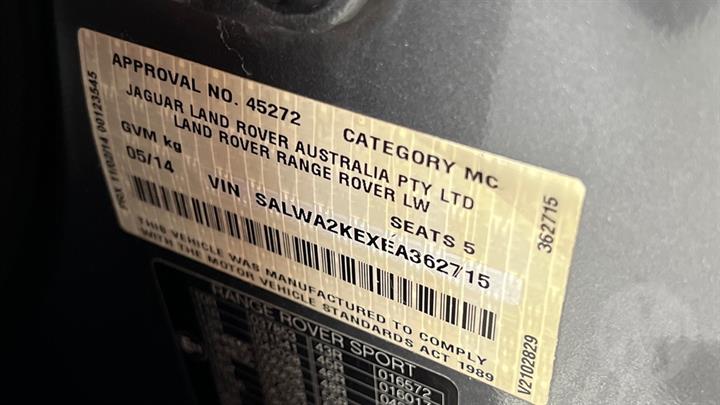 APPROVAL NO. 45272 CATEGORY MC
JAGUAR LAND ROVER AUSTRALIA PTY LTD
LAND ROVER RANGE ROVER LW
GVM kg
05/14 SEATS 5
VIN SALWA2KEXEA362715
THIS VEHICLE WAS MANUFACTURED TO COMPLY
WITH THE MOTOR VEHICLE STANDARDS ACT 1989
00123545
362715
V2102829
RANGE ROVER SPORT
43R
016572